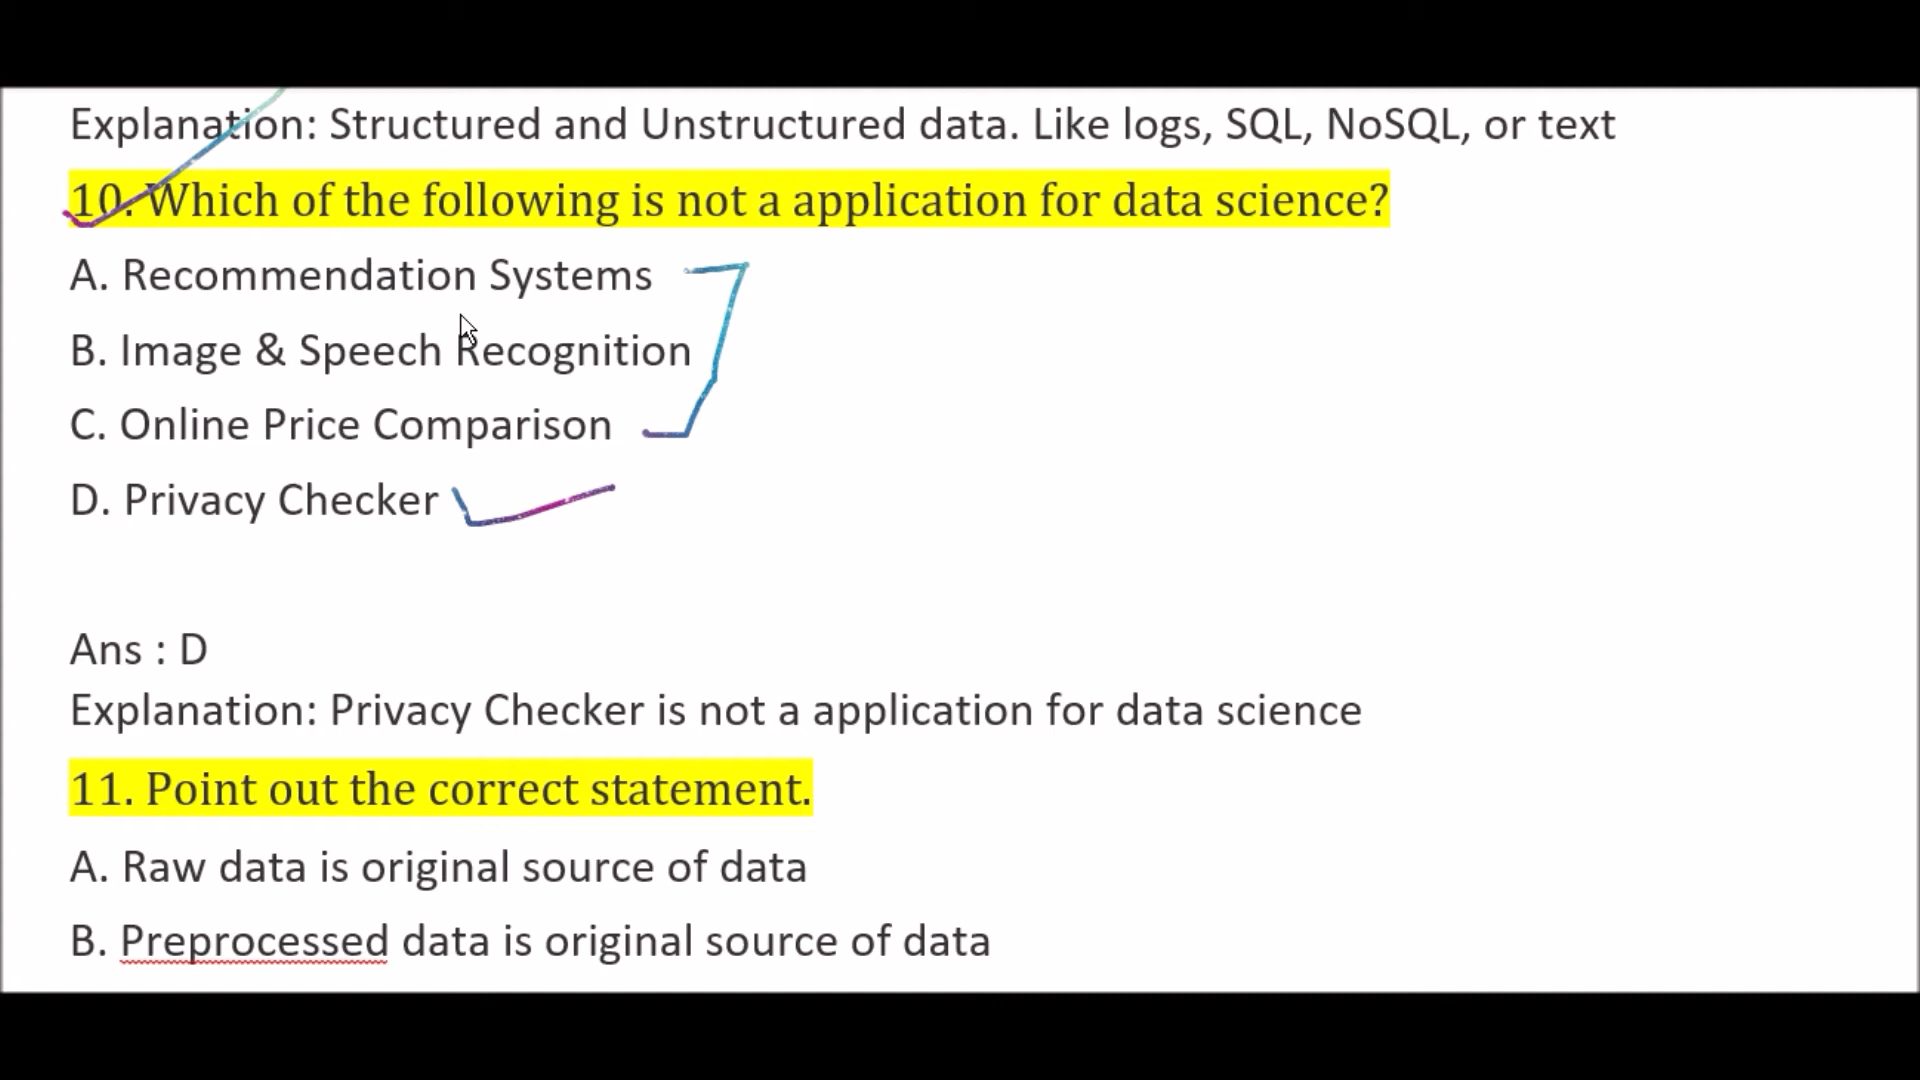 Explanation: Structured and Unstructured data. Like logs, SQL, NoSQL, or text
10. Which of the following is not a application for data science?
A. Recommendation Systems
B. Image & Speech Recognition
C. Online Price Comparison
D. Privacy Checker
Ans : D
Explanation: Privacy Checker is not a application for data science
11. Point out the correct statement.
A. Raw data is original source of data
B. Preprocessed data is original source of data